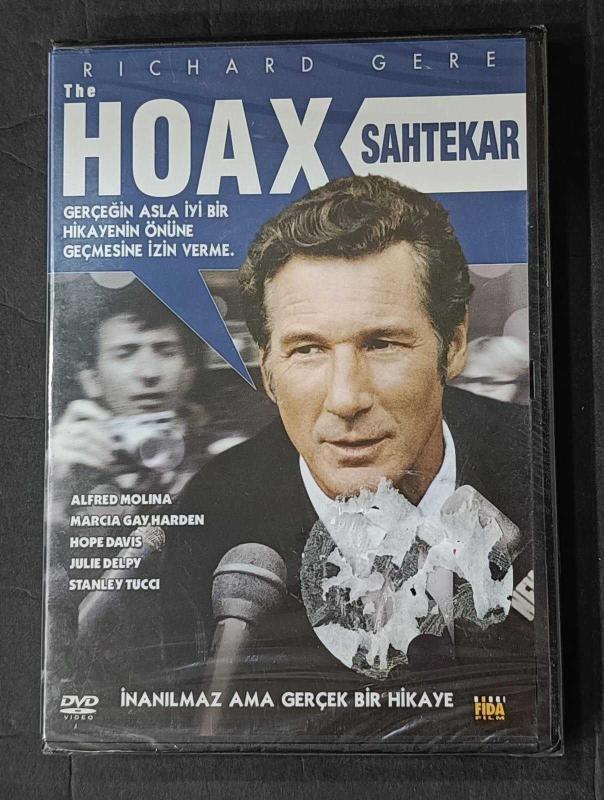 RICHARD GERE
The
HOAX
SAHTEKAR
GERÇEĞİN ASLA İYİ BİR
HİKAYENİN ÖNÜNE
GEÇMESİNE İZİN VERME.
ALFRED MOLINA
MARCIA GAY HARDEN
HOPE DAVIS
JULIE DELPY
STANLEY TUCCI
DVD
VIDEO
İNANILMAZ AMA GERÇEK BİR HİKAYE
FIDA
FILM